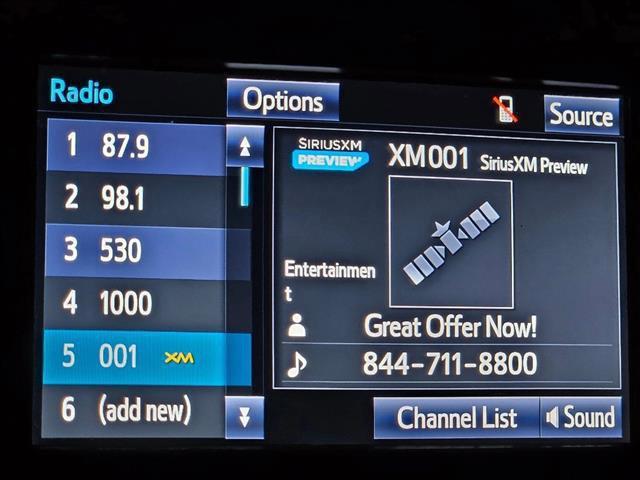 Radio
Options
Source
1 87.9
2 98.1
3 530
4 1000
5 001 XM
6 (add new)
SIRIUSXM
PREVIEW
XM001 SiriusXM Preview
Entertainmen
t
Great Offer Now!
844-711-8800
Channel List
Sound